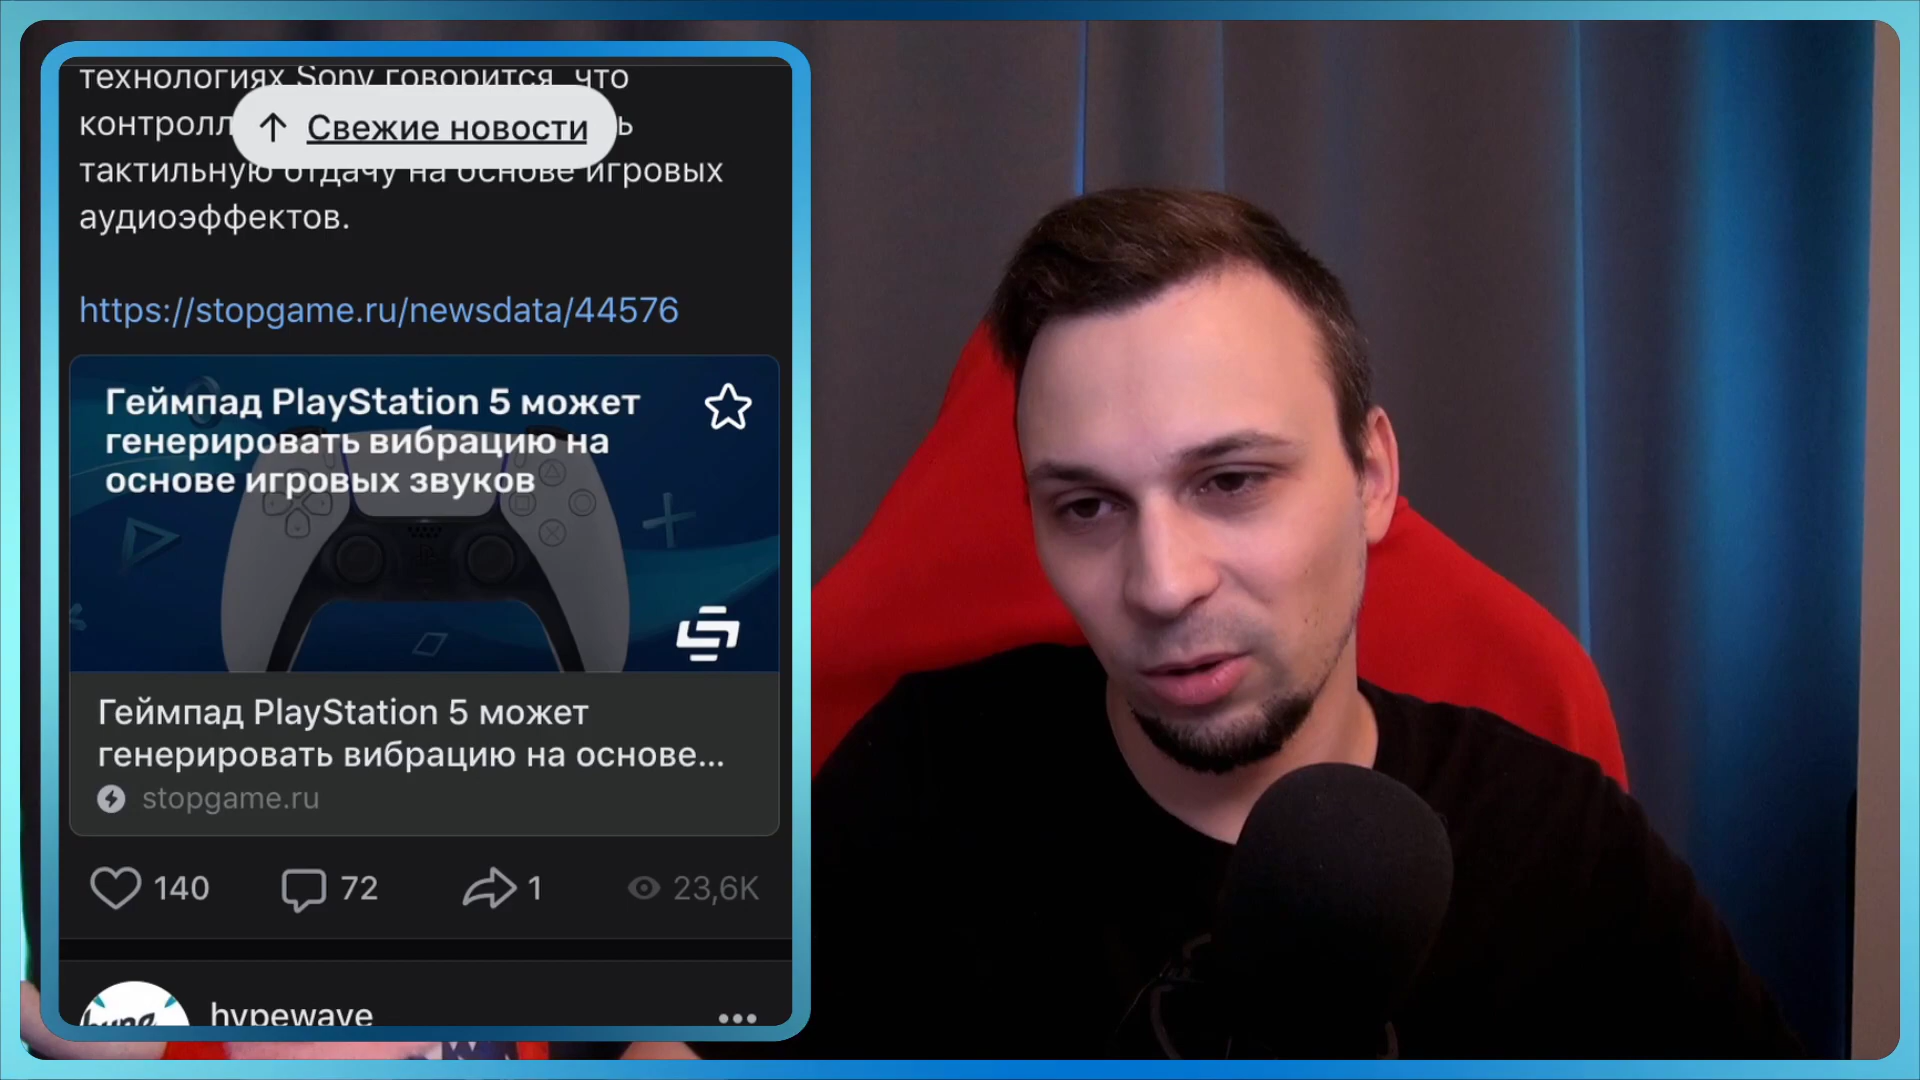 технологиях Sony говорится, что
контролл
Свежие новости
ь
тактильную отдачу на основе игровых
аудиоэффектов.
https://stopgame.ru/newsdata/44576
Геймпад PlayStation 5 может
генерировать вибрацию на
основе игровых звуков
Геймпад PlayStation 5 может
генерировать вибрацию на основе...
stopgame.ru
140 72 1 23,6K
hypewave